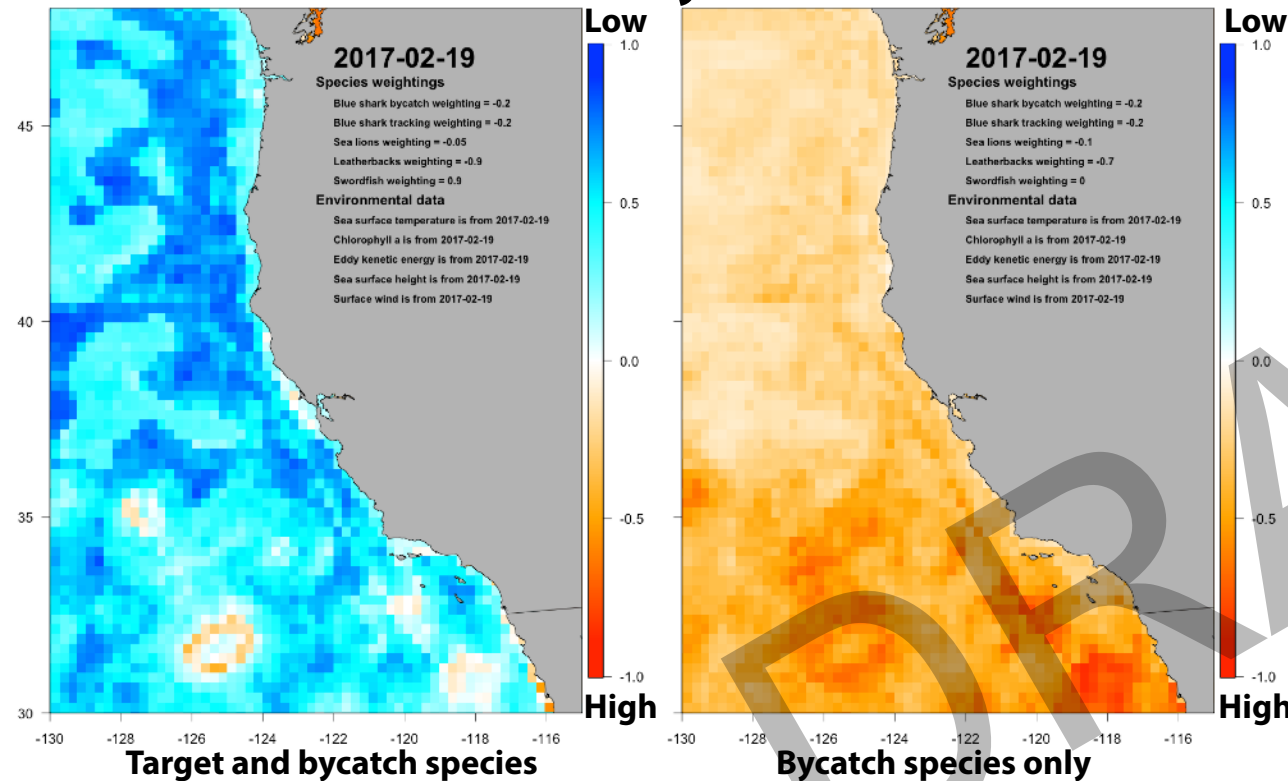 Low
1.0
2017-02-19
Species weightings
Blue shark bycatch weighting = -0.2
Blue shark tracking weighting = -0.2
Sea lions weighting = -0.05
Leatherbacks weighting = -0.9
Swordfish weighting = 0.9
Environmental data
Sea surface temperature is from 2017-02-19
Chlorophyll a is from 2017-02-19
Eddy kenetic energy is from 2017-02-19
Sea surface height is from 2017-02-19
Surface wind is from 2017-02-19
45
40
35
30
0.5
0.0
-0.5
-1.0
High
-130 -128 -126 -124 -122 -120 -118 -116
Target and bycatch species
Low
1.0
2017-02-19
Species weightings
Blue shark bycatch weighting = -0.2
Blue shark tracking weighting = -0.2
Sea lions weighting = -0.1
Leatherbacks weighting = -0.7
Swordfish weighting = 0
Environmental data
Sea surface temperature is from 2017-02-19
Chlorophyll a is from 2017-02-19
Eddy kenetic energy is from 2017-02-19
Sea surface height is from 2017-02-19
Surface wind is from 2017-02-19
0.5
0.0
-0.5
-1.0
High
-130 -128 -126 -124 -122 -120 -118 -116
Bycatch species only
DRA